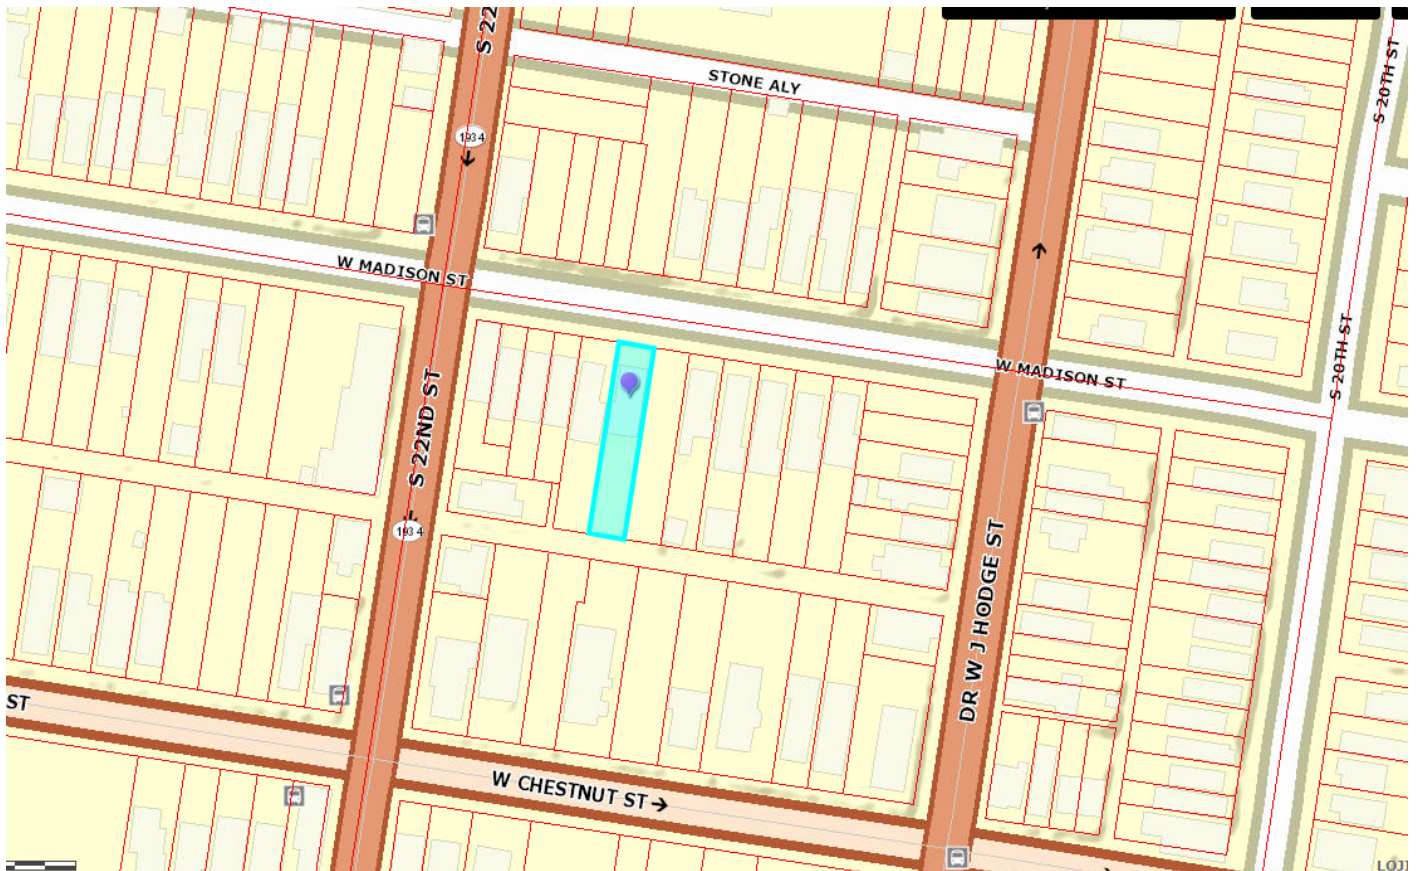 S 22
STONE ALY
S 20TH ST
1934
W MADISON ST
S 20TH ST
W MADISON ST
S 22ND ST
1934
DR W J HODGE ST
ST
W CHESTNUT ST
LOJI